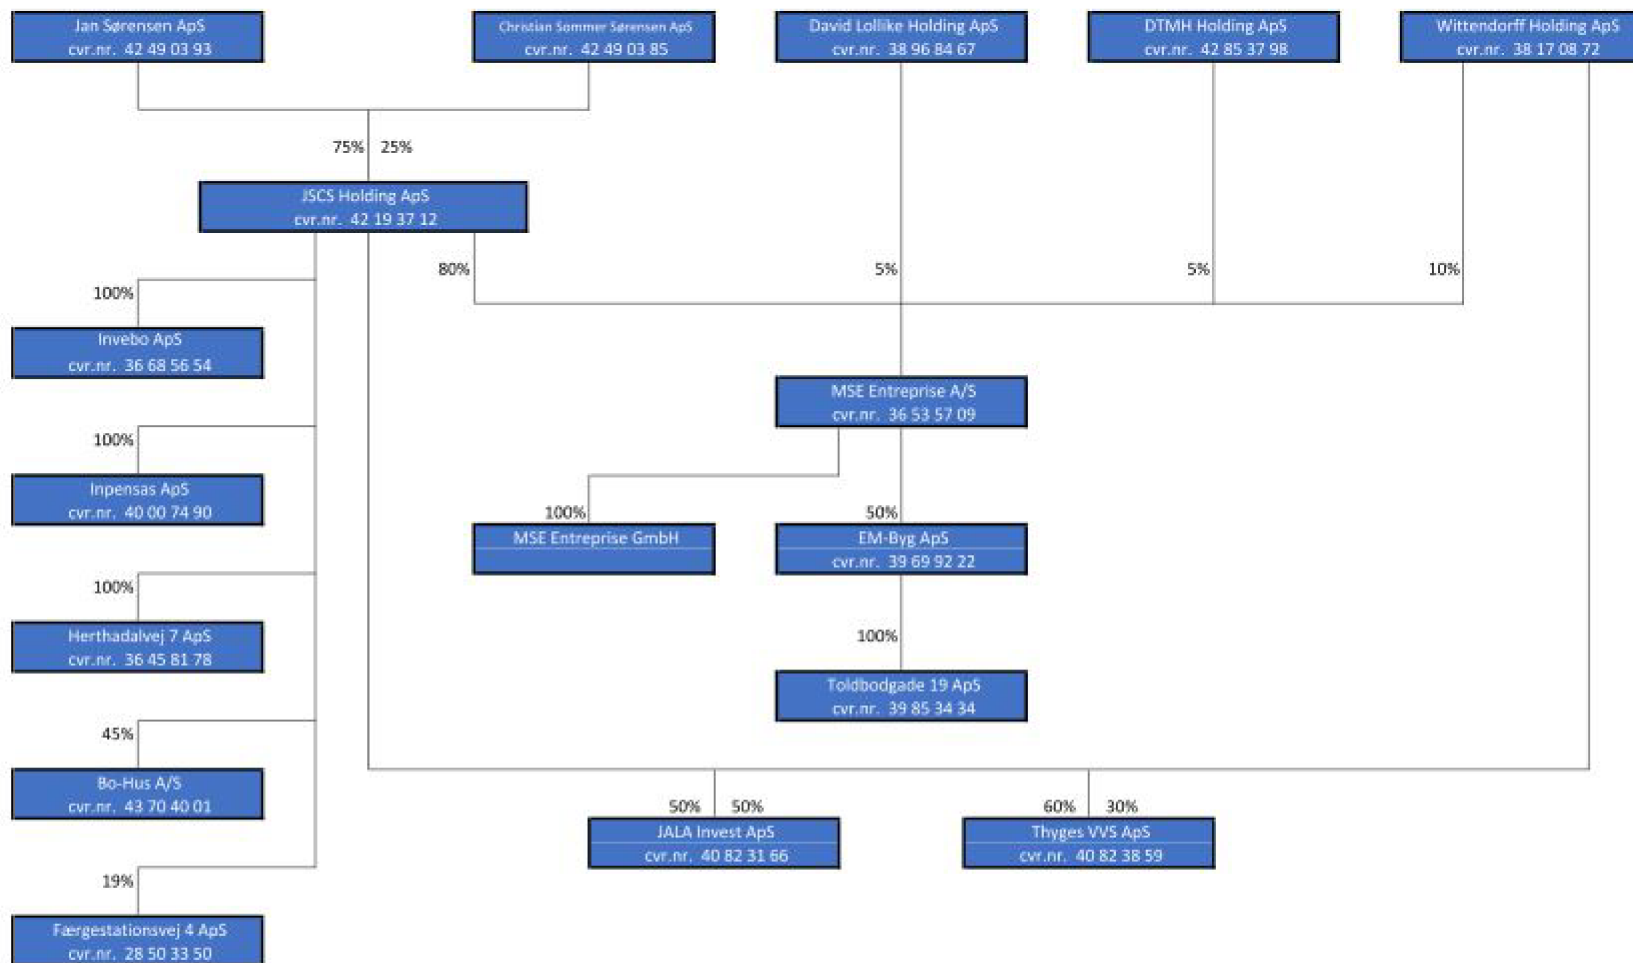 Jan Sørensen ApS
cvr.nr. 42 49 03 93
Christian Sommer Sørensen ApS
cvr.nr. 42 49 03 85
David Lollike Holding ApS
cvr.nr. 38 96 84 67
DTMH Holding ApS
cvr.nr. 42 85 37 98
Wittendorff Holding ApS
cvr.nr. 38 17 08 72
75% 25%
JSCS Holding ApS
cvr.nr. 42 19 37 12
80%
5%
5%
10%
100%
Invebo ApS
cvr.nr. 36 68 56 54
MSE Entreprise A/S
cvr.nr. 36 53 57 09
100%
Inpensas ApS
cvr.nr. 40 00 74 90
100%
MSE Entreprise GmbH
50%
EM-Byg ApS
cvr.nr. 39 69 92 22
100%
Herthadalvej 7 ApS
cvr.nr. 36 45 81 78
100%
Toldbodgade 19 ApS
cvr.nr. 39 85 34 34
45%
Bo-Hus A/S
cvr.nr. 43 70 40 01
50% 50%
JALA Invest ApS
cvr.nr. 40 82 31 66
60% 30%
Thyges VVS ApS
cvr.nr. 40 82 38 59
19%
Færgestationsvej 4 ApS
cvr.nr. 28 50 33 50